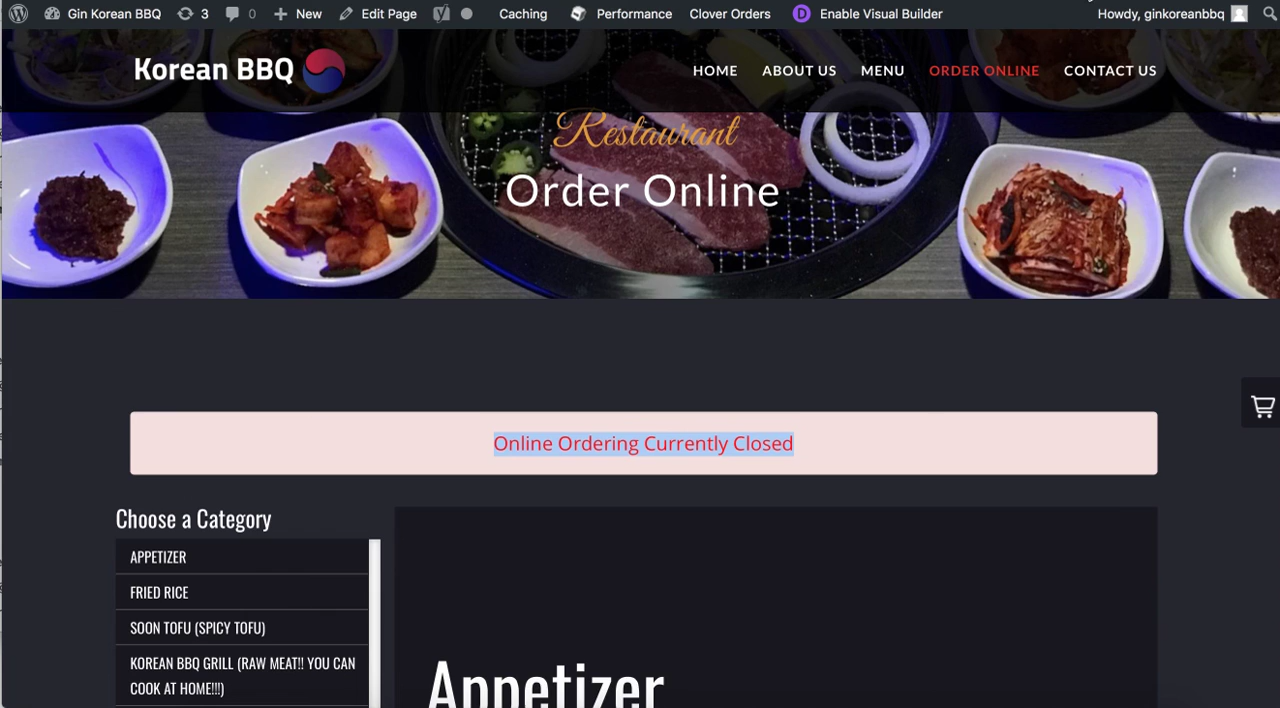 Gin Korean BBQ 3 0 New Edit Page Caching Performance Clover Orders D Enable Visual Builder Howdy, ginkoreanbbq
Korean BBQ HOME ABOUT US MENU ORDER ONLINE CONTACT US
Restaurant
Order Online
Online Ordering Currently Closed
Choose a Category
APPETIZER
FRIED RICE
SOON TOFU (SPICY TOFU)
KOREAN BBQ GRILL (RAW MEAT!! YOU CAN
COOK AT HOME!!!)
Appetizer